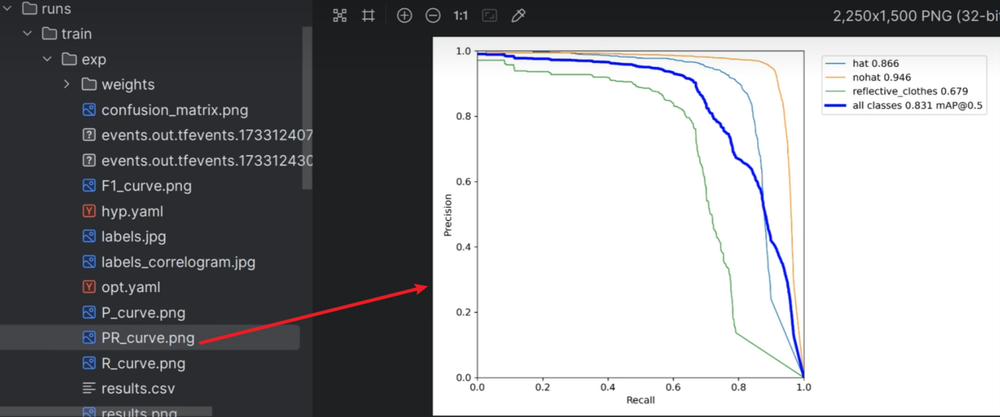 runs
train
exp
weights
confusion_matrix.png
events.out.tfevents.173312407
events.out.tfevents.173312430
F1_curve.png
hyp.yaml
labels.jpg
labels_correlogram.jpg
opt.yaml
P_curve.png
PR_curve.png
R_curve.png
results.csv
results.png
1:1
2,250x1,500 PNG (32-bit
hat 0.866
nohat 0.946
reflective_clothes 0.679
all classes 0.831 mAP@0.5
1.0
0.8
0.6
0.4
0.2
0.0
Precision
0.0 0.2 0.4 0.6 0.8 1.0
Recall